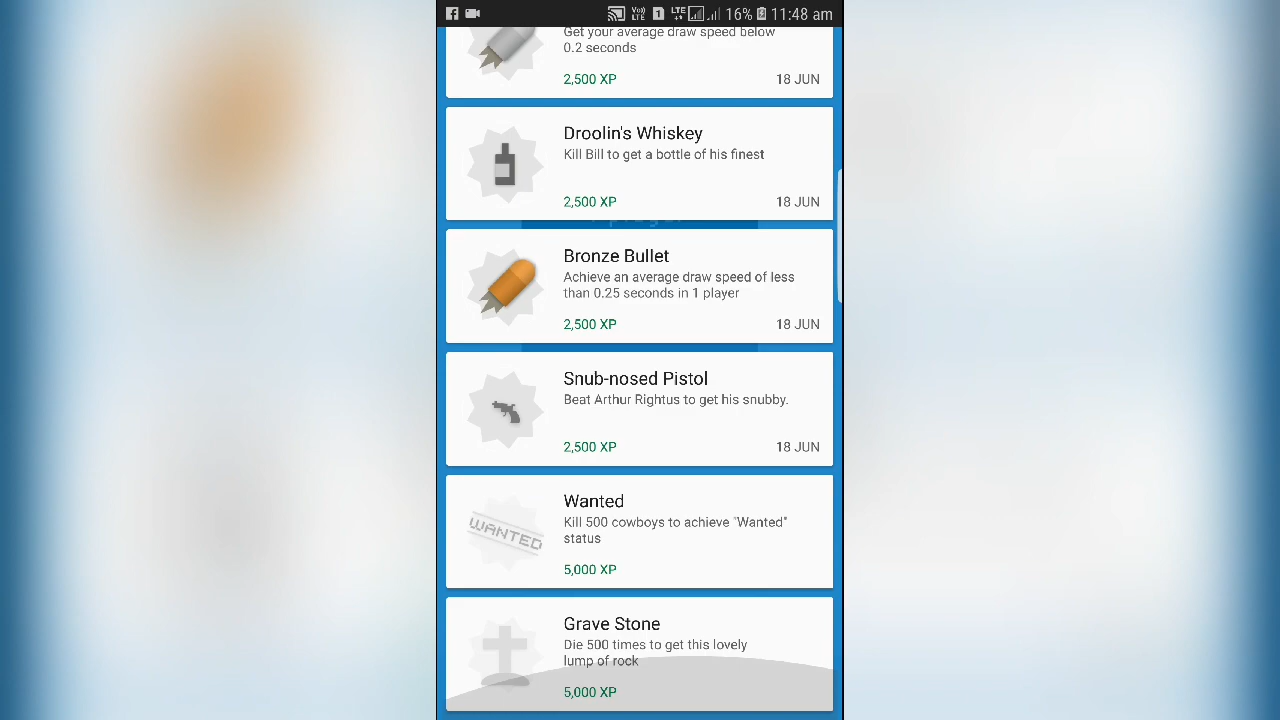 16% 11:48 am
Get your average draw speed below
0.2 seconds
2,500 XP 18 JUN
Droolin's Whiskey
Kill Bill to get a bottle of his finest
2,500 XP 18 JUN
Bronze Bullet
Achieve an average draw speed of less
than 0.25 seconds in 1 player
2,500 XP 18 JUN
Snub-nosed Pistol
Beat Arthur Rightus to get his snubby.
2,500 XP 18 JUN
Wanted
WANTED
Kill 500 cowboys to achieve "Wanted"
status
5,000 XP
Grave Stone
Die 500 times to get this lovely
lump of rock
5,000 XP